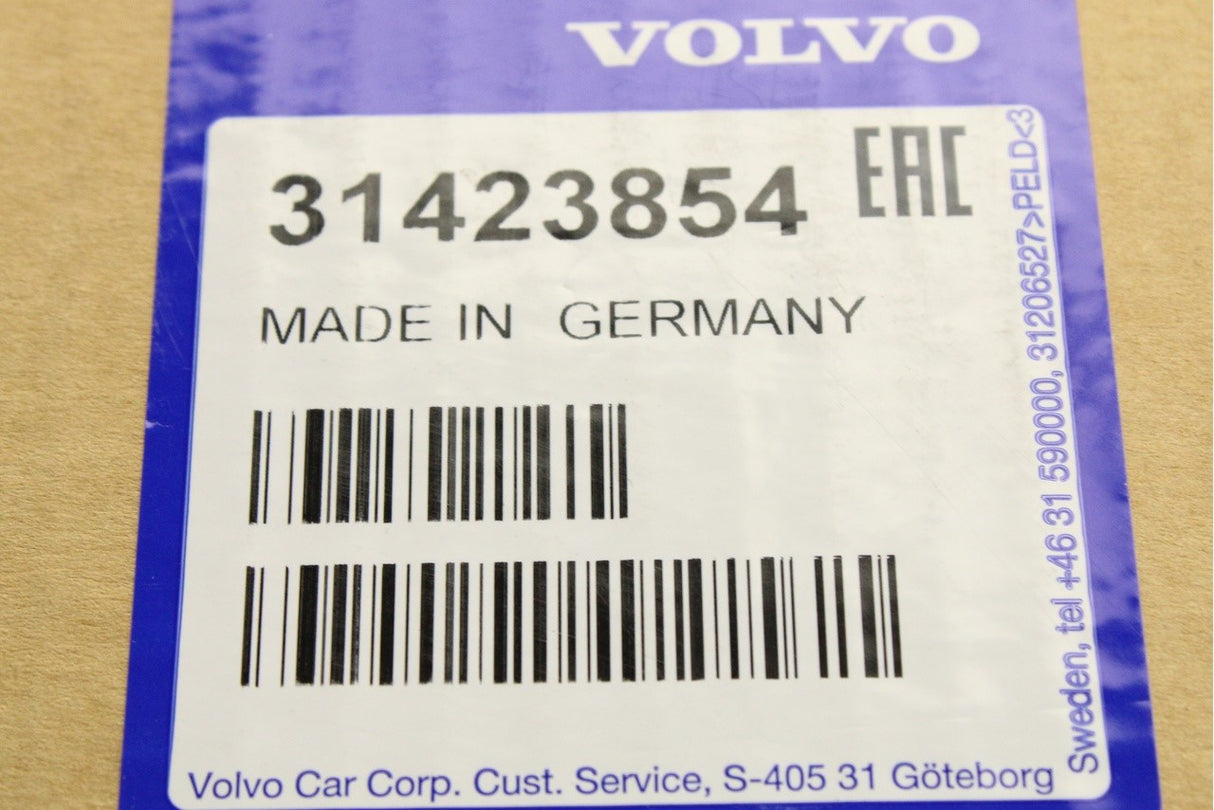 VOLVO
31423854 EAC
MADE IN GERMANY
Volvo Car Corp. Cust. Service, S-405 31 Göteborg
Sweden, tel +46 31 590000, 31206527>PELD<3